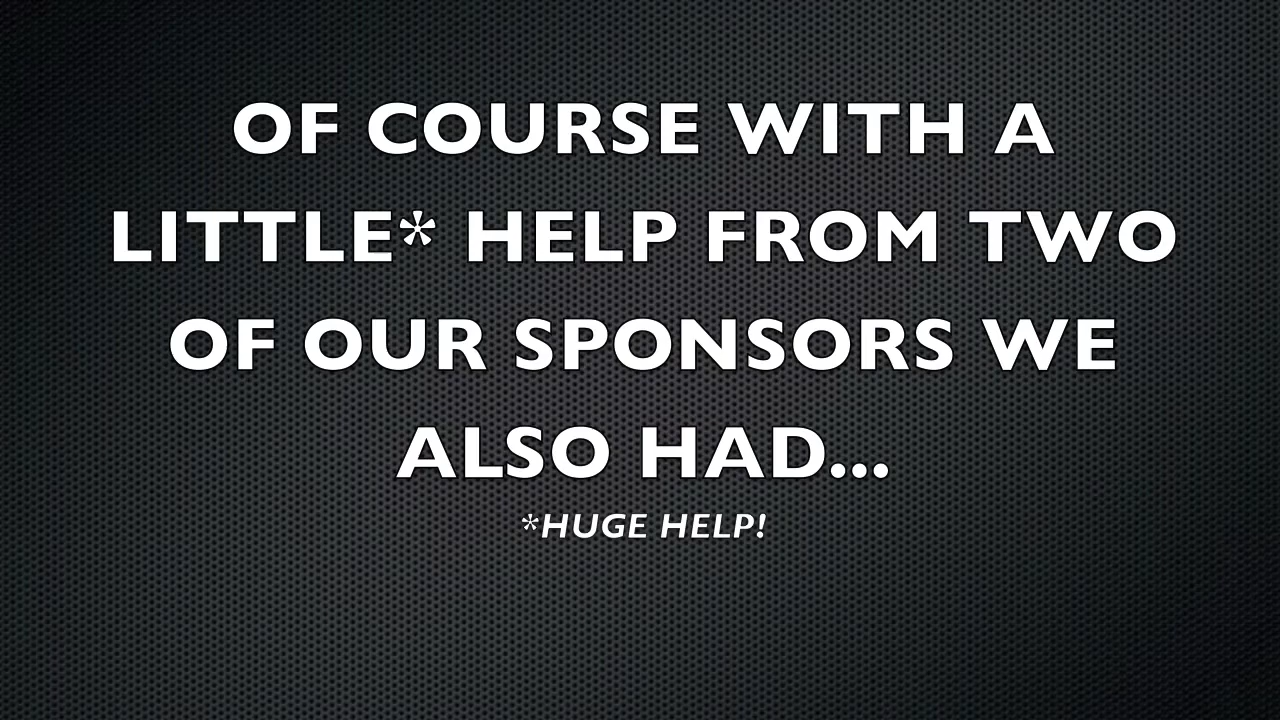 OF COURSE WITH A
LITTLE* HELP FROM TWO
OF OUR SPONSORS WE
ALSO HAD...
*HUGE HELP!